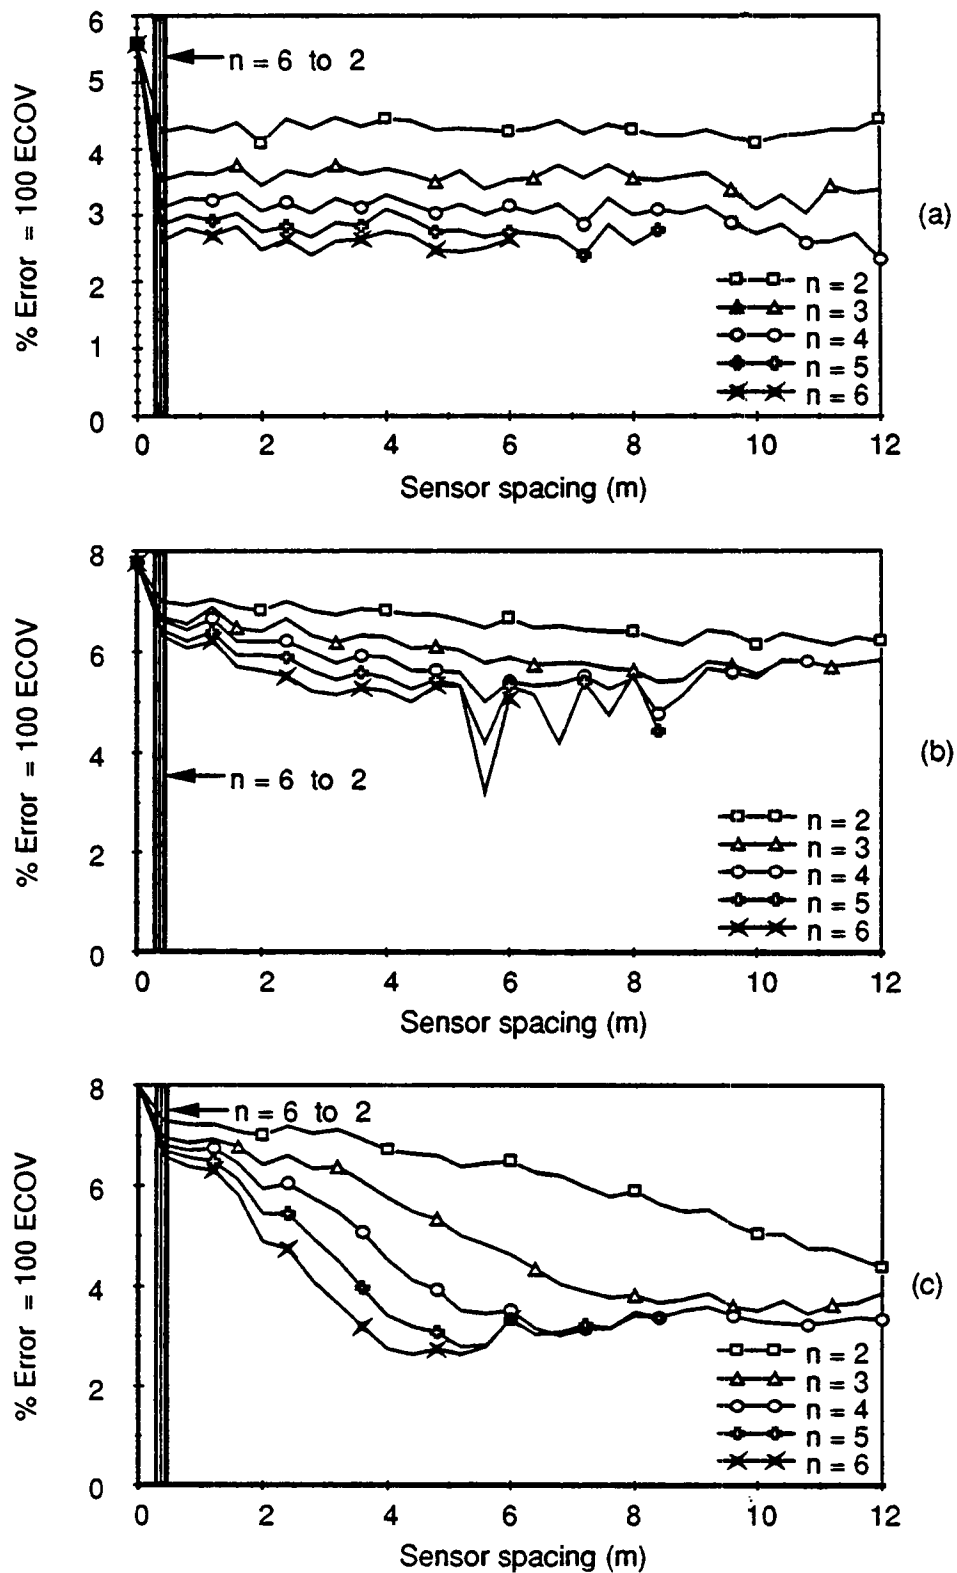 6
5
4
3
2
1
0
% Error = 100 ECOV
n = 6 to 2
n = 2
n = 3
n = 4
n = 5
n = 6
0 2 4 6 8 10 12
Sensor spacing (m)
(a)
8
6
4
2
0
% Error = 100 ECOV
n = 6 to 2
n = 2
n = 3
n = 4
n = 5
n = 6
0 2 4 6 8 10 12
Sensor spacing (m)
(b)
8
6
4
2
0
% Error = 100 ECOV
n = 6 to 2
n = 2
n = 3
n = 4
n = 5
n = 6
0 2 4 6 8 10 12
Sensor spacing (m)
(c)